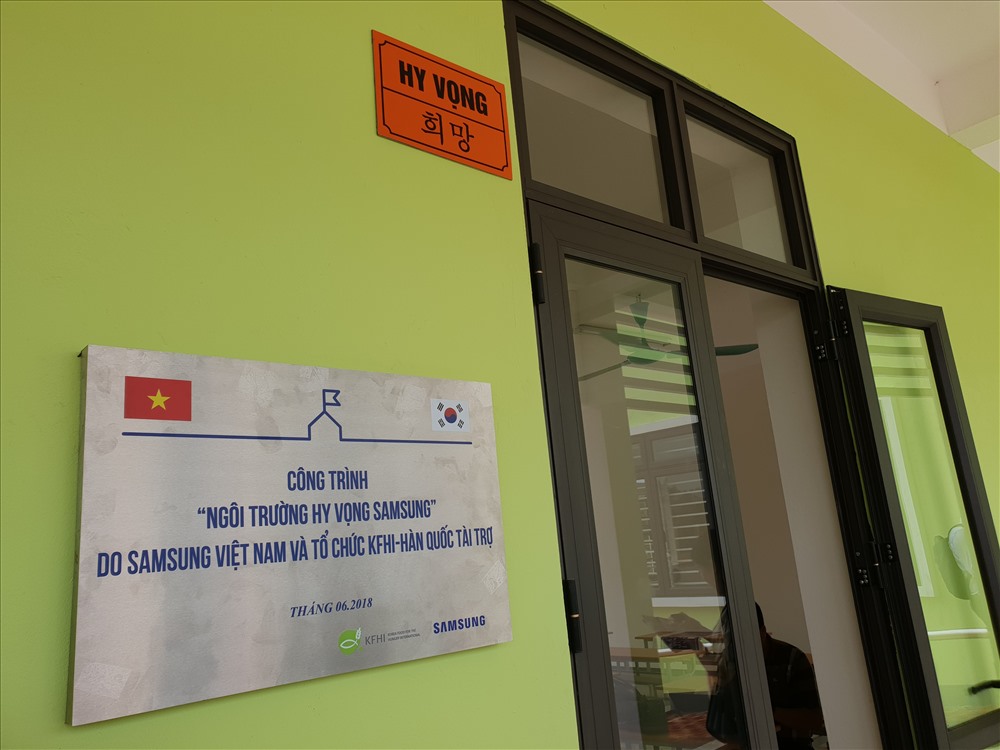 HY VỌNG
희망
CÔNG TRÌNH
“NGÔI TRƯỜNG HY VỌNG SAMSUNG”
DO SAMSUNG VIỆT NAM VÀ TỔ CHỨC KFHI-HÀN QUỐC TÀI TRỢ
THÁNG 06.2018
KFHI
SAMSUNG